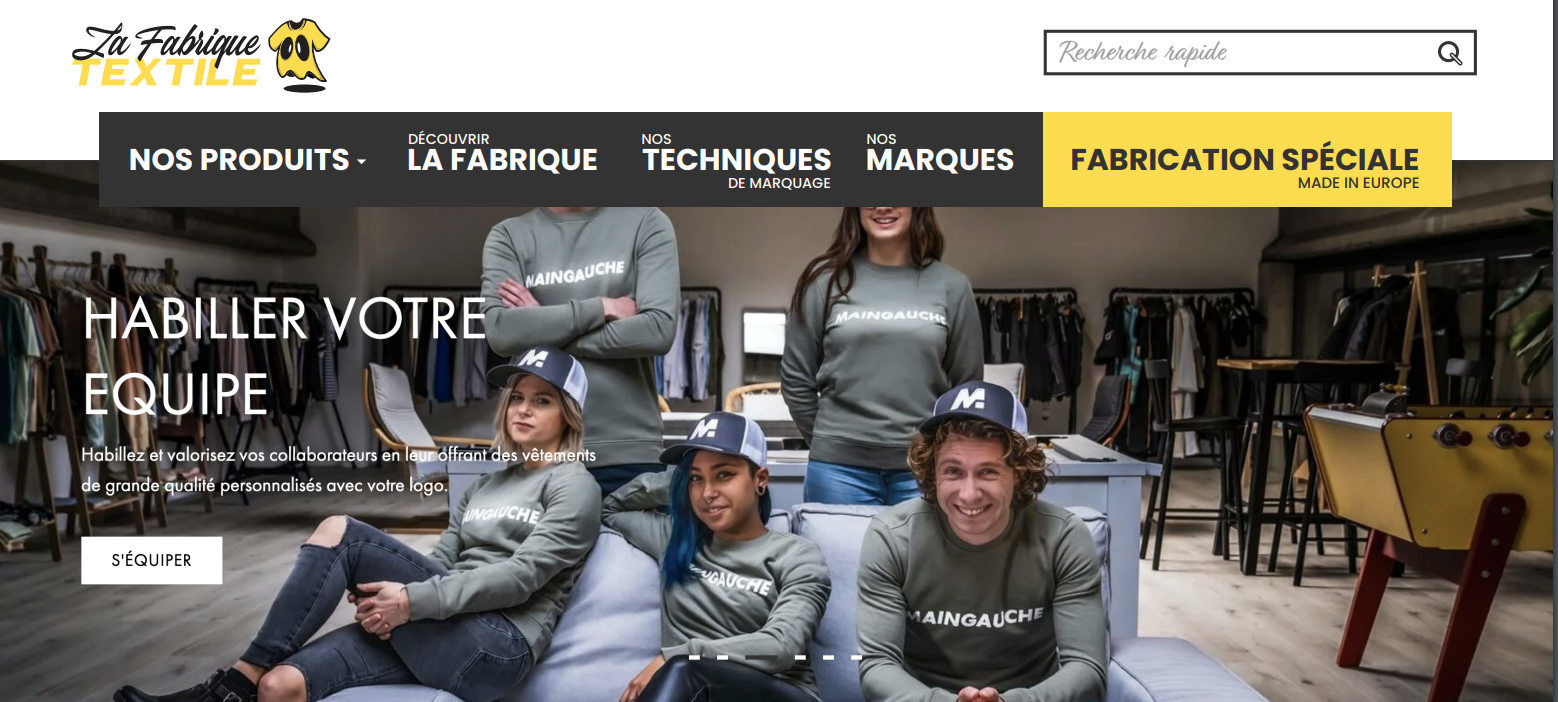 La Fabrique
TEXTILE
Recherche rapide
NOS PRODUITS
DÉCOUVRIR
LA FABRIQUE
NOS
TECHNIQUES
DE MARQUAGE
NOS
MARQUES
FABRICATION SPÉCIALE
MADE IN EUROPE
MAINGAUCHE
MAINGAUCHE
HABILLER VOTRE
EQUIPE
M
M
M
Habillez et valorisez vos collaborateurs en leur offrant des vêtements
de grande qualité personnalisés avec votre logo.
AINGAUCHE
S'ÉQUIPER
NGAUCHE
MAINGAUCHE